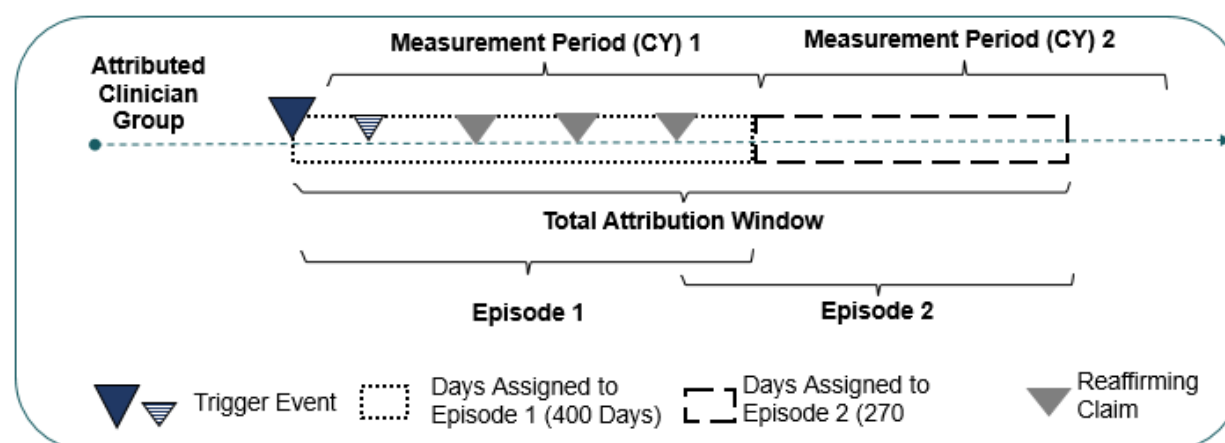 Measurement Period (CY) 1
Measurement Period (CY) 2
Attributed
Clinician
Group
Total Attribution Window
Episode 1
Episode 2
Trigger Event
Days Assigned to
Episode 1 (400 Days)
Days Assigned to
Episode 2 (270
Reaffirming
Claim